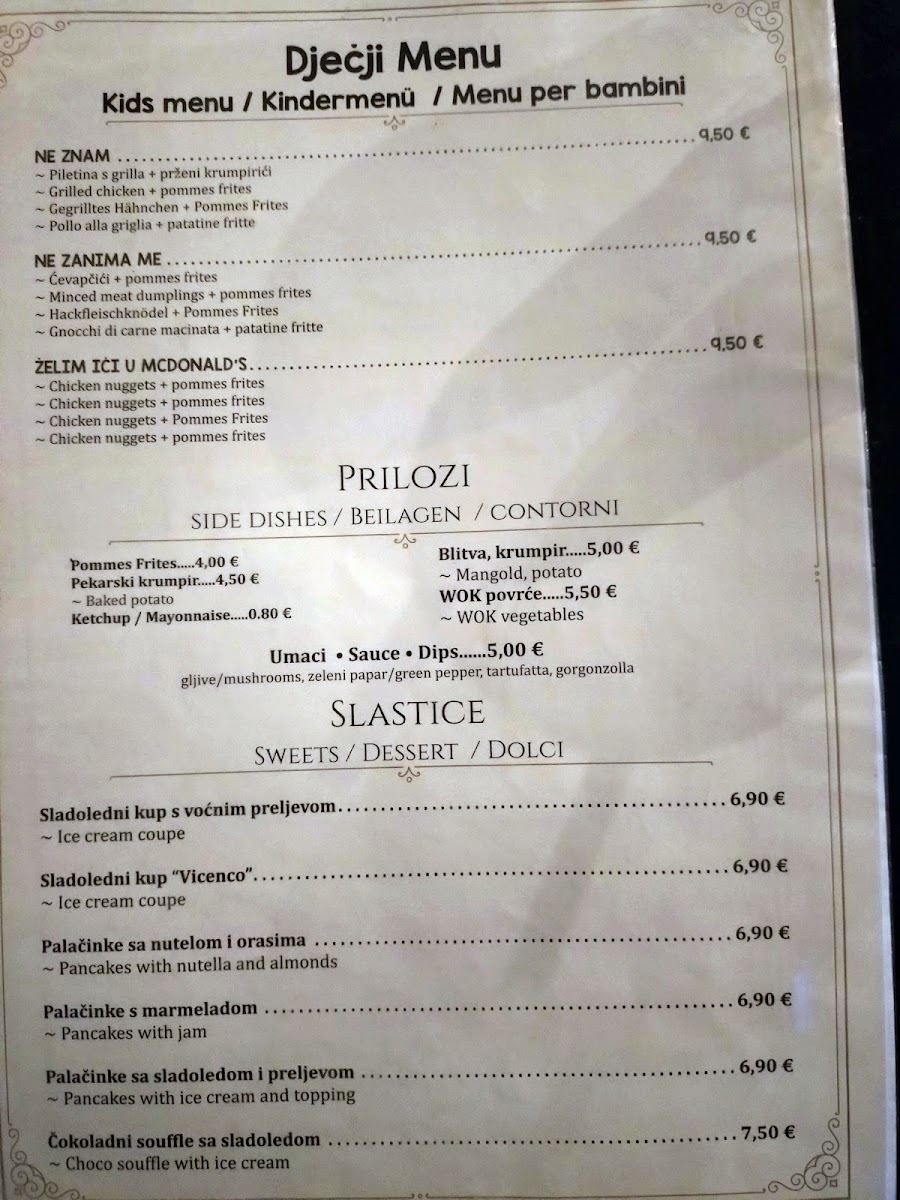 Dječji Menu
Kids menu / Kindermenü / Menu per bambini
NE ZNAM ........................................ 9,50 €
~ Piletina s grilla + prženi krumpirići
~ Grilled chicken + pommes frites
~ Gegrilltes Hähnchen + Pommes Frites
~ Pollo alla griglia + patatine fritte
NE ZANIMA ME ........................................ 9,50 €
~ Ćevapčići + pommes frites
~ Minced meat dumplings + pommes frites
~ Hackfleischknödel + Pommes Frites
~ Gnocchi di carne macinata + patatine fritte
ŽELIM IĆI U MCDONALD'S........................................ 9,50 €
~ Chicken nuggets + pommes frites
~ Chicken nuggets + pommes frites
~ Chicken nuggets + Pommes Frites
~ Chicken nuggets + pommes frites
PRILOZI
SIDE DISHES / BEILAGEN / CONTORNI
Pommes Frites.....4,00 €
Pekarski krumpir.....4,50 €
~ Baked potato
Ketchup / Mayonnaise.....0.80 €
Blitva, krumpir.....5,00 €
~ Mangold, potato
WOK povrće.....5,50 €
~ WOK vegetables
Umaci • Sauce • Dips......5,00 €
gljive/mushrooms, zeleni papar/green pepper, tartufatta, gorgonzolla
SLASTICE
SWEETS / DESSERT / DOLCI
Sladoledni kup s voćnim preljevom........................................ 6,90 €
~ Ice cream coupe
Sladoledni kup “Vicenco”........................................ 6,90 €
~ Ice cream coupe
Palačinke sa nutelom i orasima ........................................ 6,90 €
~ Pancakes with nutella and almonds
Palačinke s marmeladom ........................................ 6,90 €
~ Pancakes with jam
Palačinke sa sladoledom i preljevom ........................................ 6,90 €
~ Pancakes with ice cream and topping
Čokoladni souffle sa sladoledom ........................................ 7,50 €
~ Choco souffle with ice cream